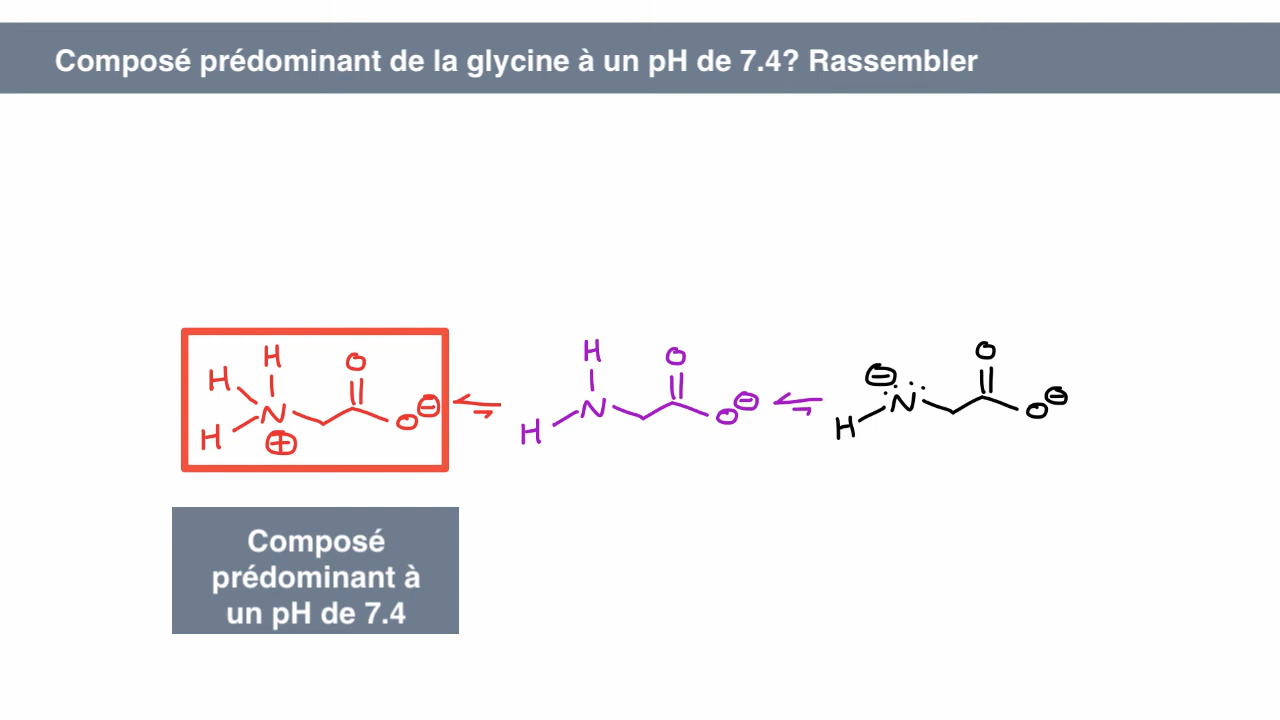 Composé prédominant de la glycine à un pH de 7.4? Rassembler
H
H
H
N
⊕
O
O
⊖
H
H
N
O
O
⊖
⊖
H
N
O
O
⊖
Composé
prédominant à
un pH de 7.4